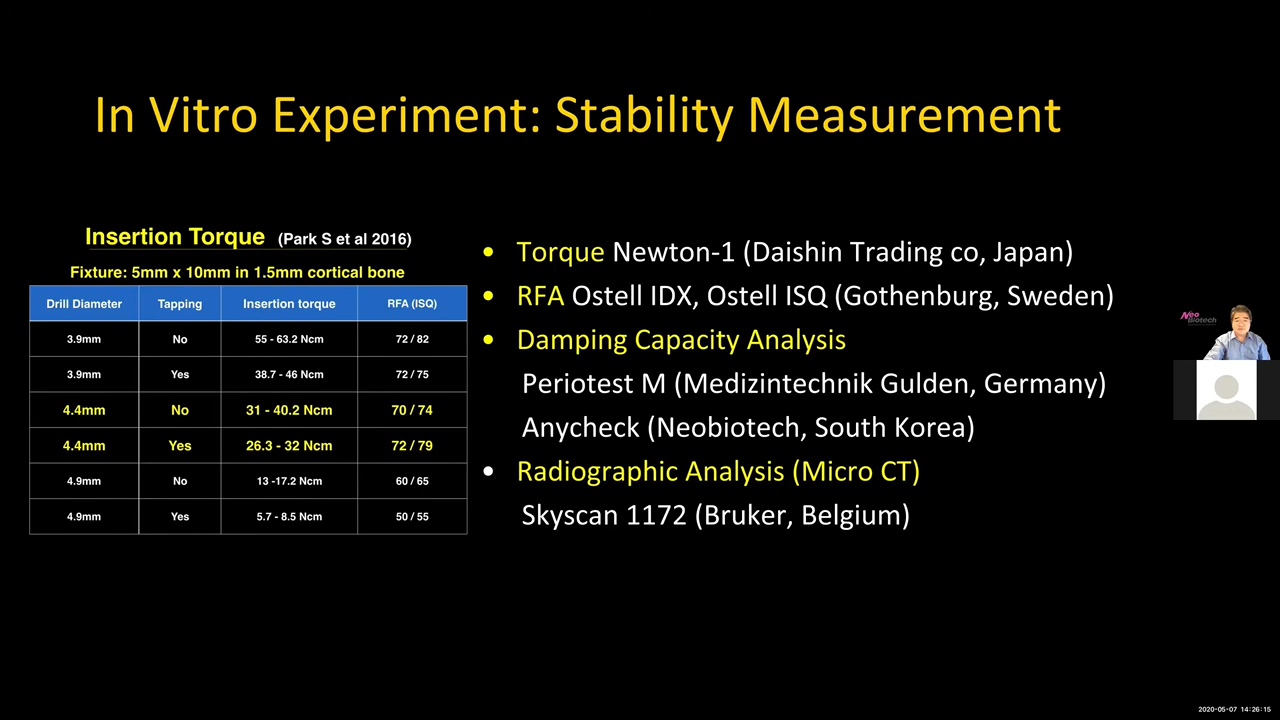 In Vitro Experiment: Stability Measurement
Insertion Torque (Park S et al 2016)
Fixture: 5mm x 10mm in 1.5mm cortical bone
Drill Diameter Tapping Insertion torque RFA (ISQ)
3.9mm No 55 - 63.2 Ncm 72 / 82
3.9mm Yes 38.7 - 46 Ncm 72 / 75
4.4mm No 31 - 40.2 Ncm 70 / 74
4.4mm Yes 26.3 - 32 Ncm 72 / 79
4.9mm No 13 -17.2 Ncm 60 / 65
4.9mm Yes 5.7 - 8.5 Ncm 50 / 55
• Torque Newton-1 (Daishin Trading co, Japan)
• RFA Ostell IDX, Ostell ISQ (Gothenburg, Sweden)
• Damping Capacity Analysis
Periotest M (Medizintechnik Gulden, Germany)
Anycheck (Neobiotech, South Korea)
• Radiographic Analysis (Micro CT)
Skyscan 1172 (Bruker, Belgium)
Neo
Biotech
2020-05-07 14:26:15